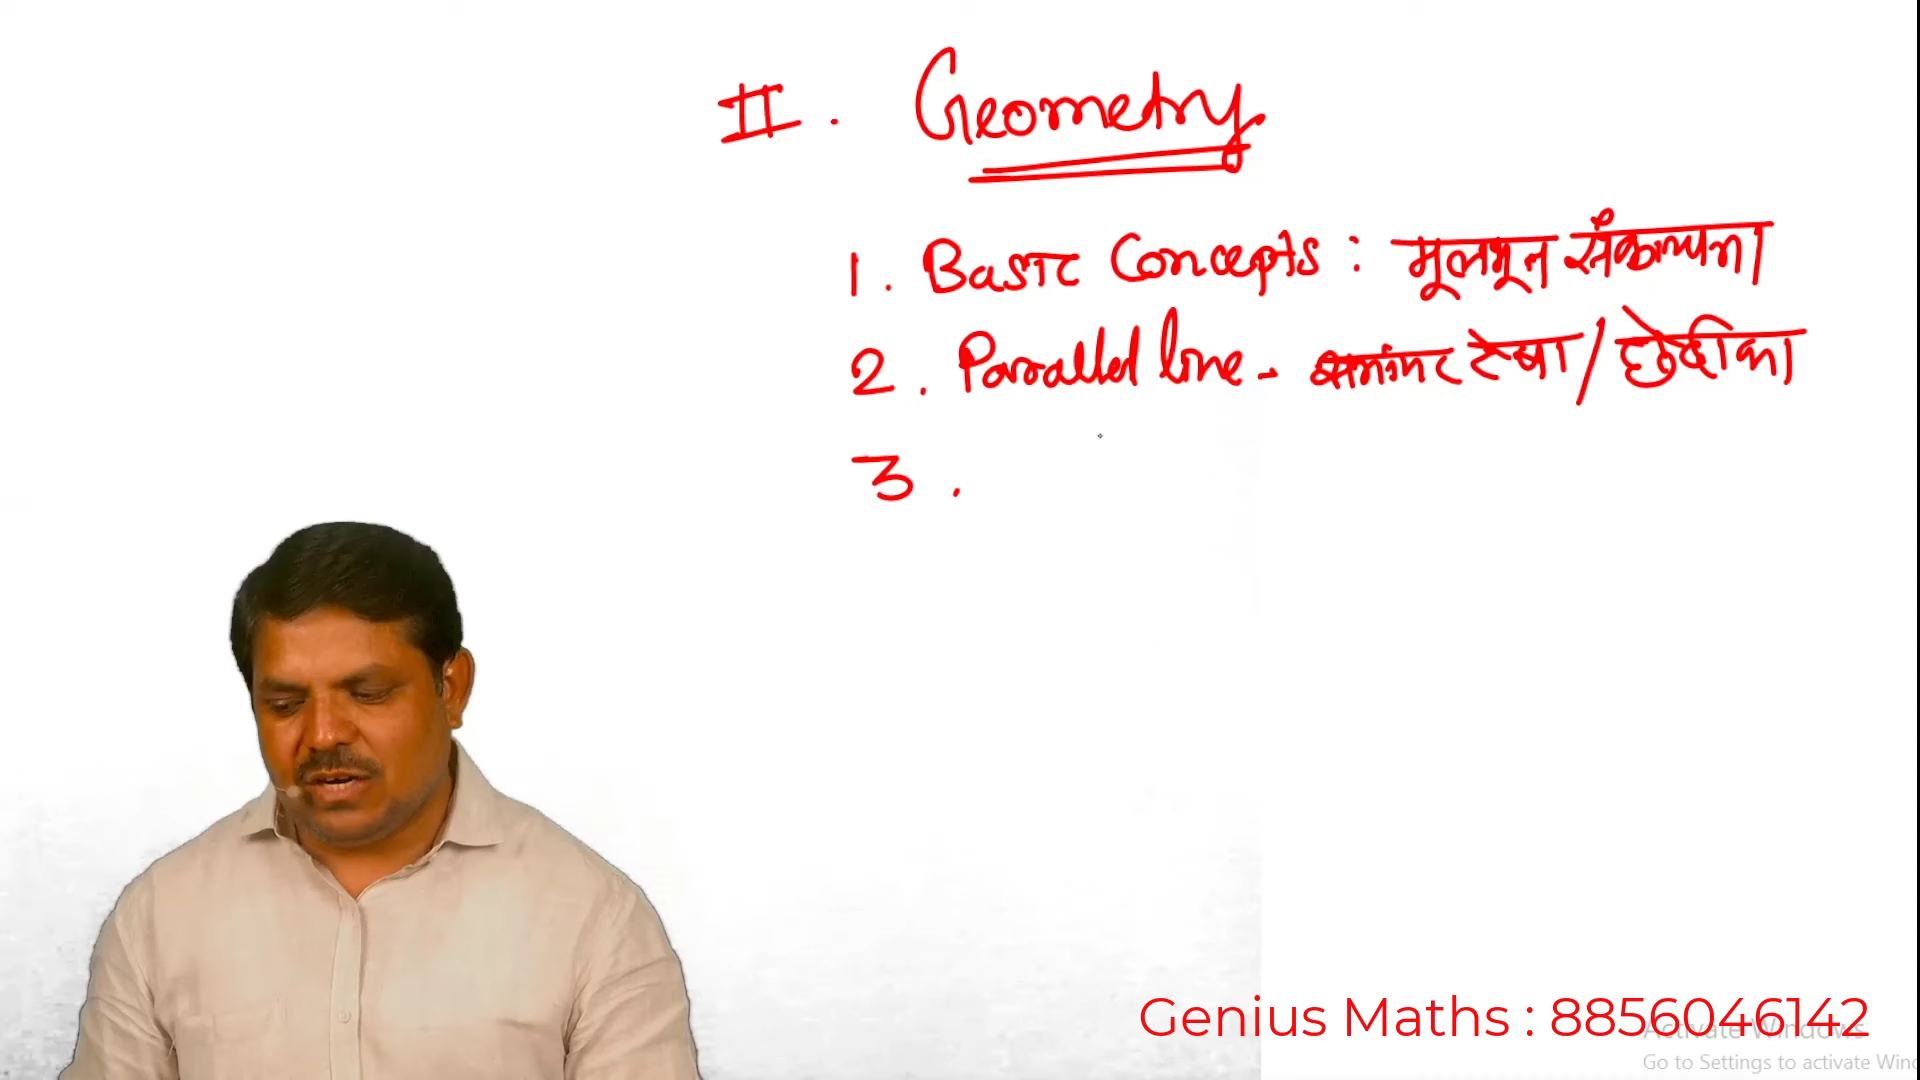 II. Geometry
1. Basic Concepts : मूलभूत संकल्पना
2. Parallel line - समांतर रेषा / छेदीका
3.
Genius Maths : 8856046142
Activate Windows
Go to Settings to activate Winc